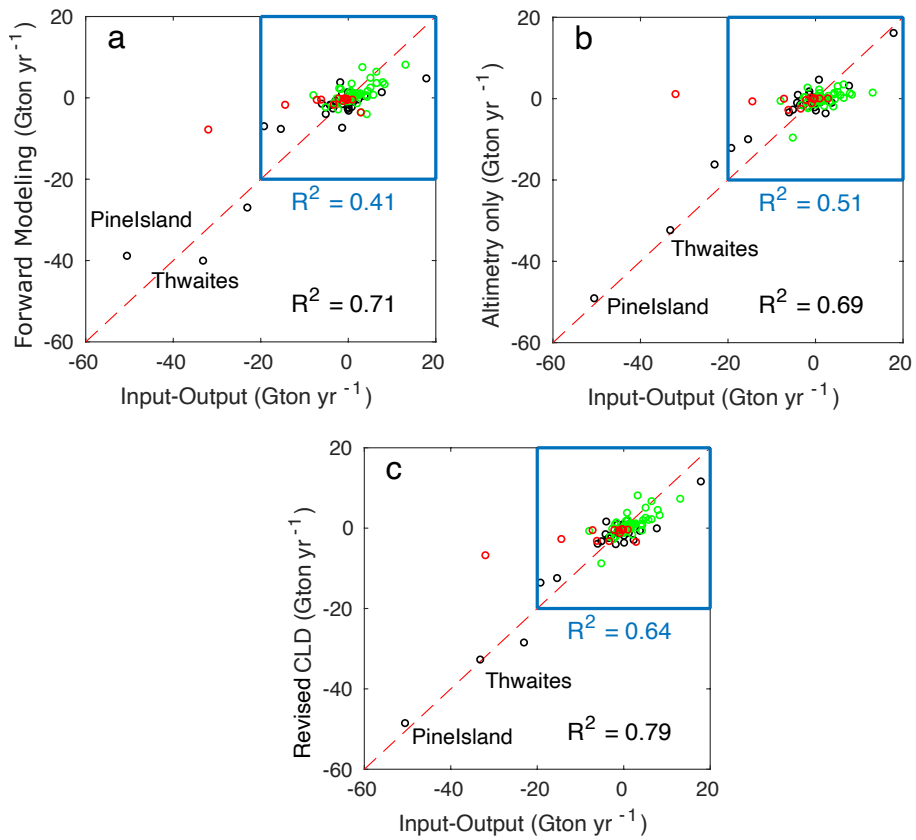 a
20
0
-20
-40
-60
Forward Modeling (Gton yr⁻¹)
PineIsland
Thwaites
R² = 0.41
R² = 0.71
-60 -40 -20 0 20
Input-Output (Gton yr ⁻¹)
b
20
0
-20
-40
-60
Altimetry only (Gton yr⁻¹)
R² = 0.51
Thwaites
PineIsland
R² = 0.69
-60 -40 -20 0 20
Input-Output (Gton yr ⁻¹)
c
20
0
-20
-40
-60
Revised CLD (Gton yr⁻¹)
R² = 0.64
Thwaites
PineIsland
R² = 0.79
-60 -40 -20 0 20
Input-Output (Gton yr ⁻¹)